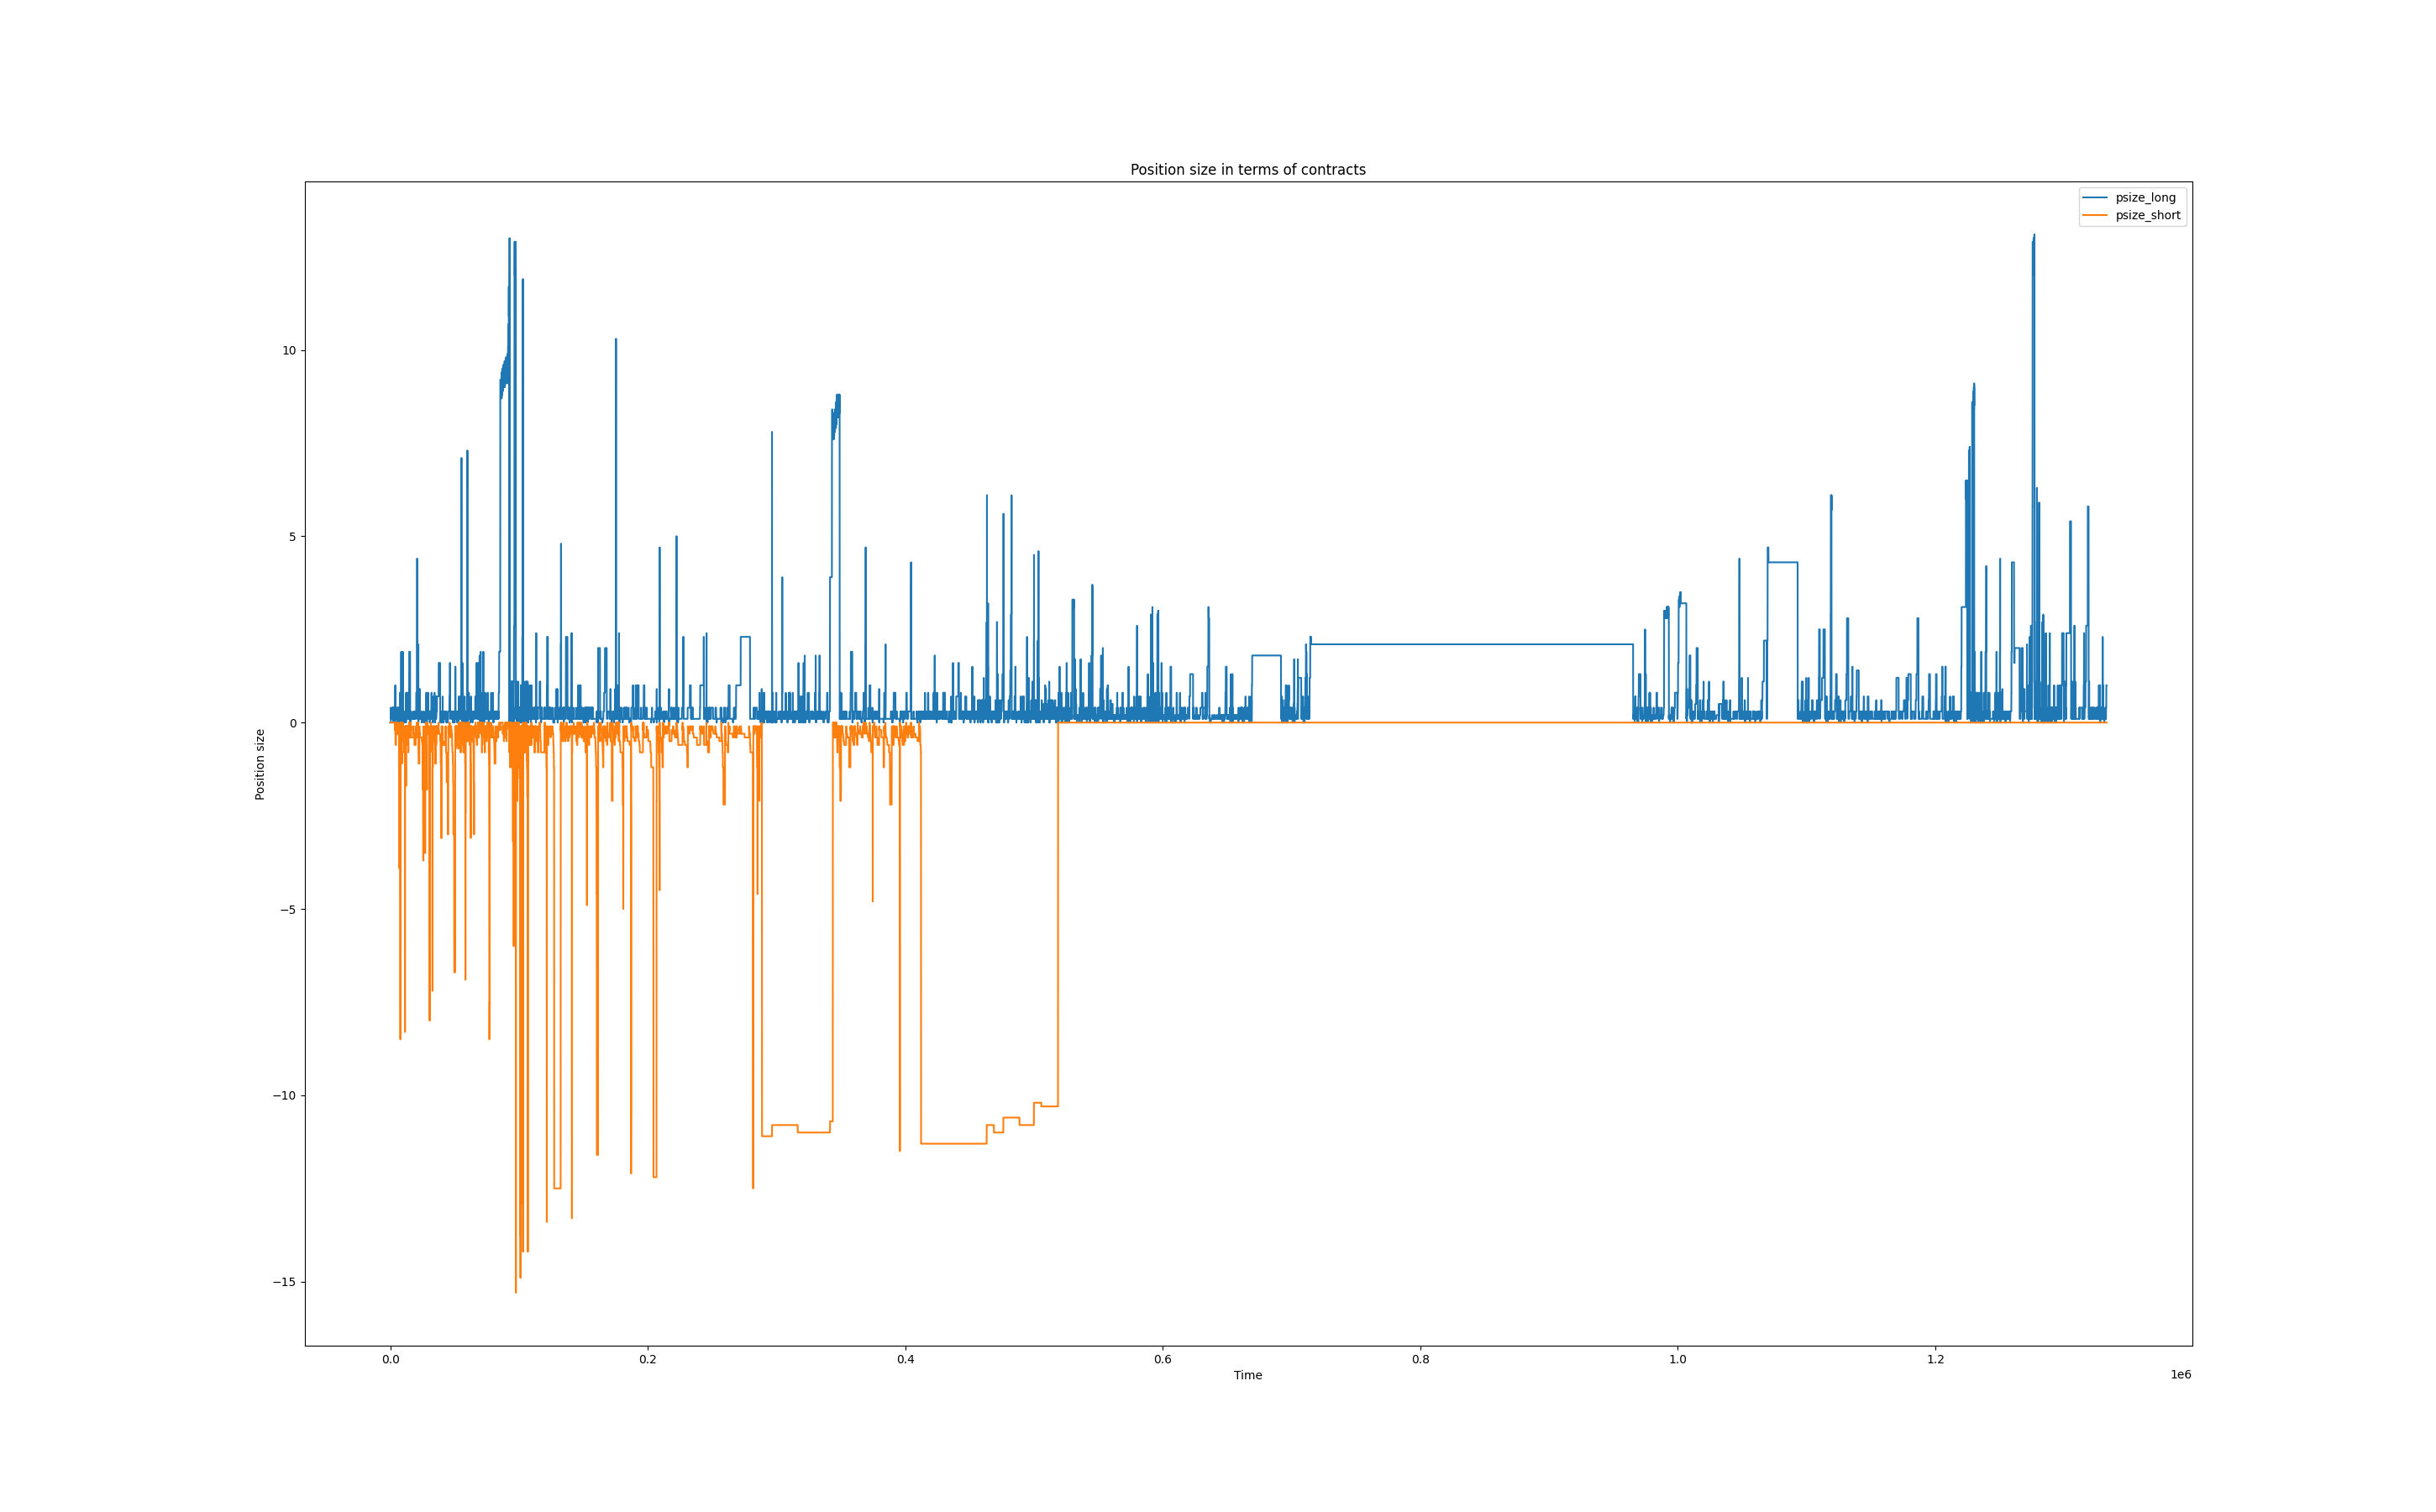 Position size in terms of contracts
psize_long
psize_short
10
5
0
−5
−10
−15
Position size
0.0 0.2 0.4 0.6 0.8 1.0 1.2
1e6
Time